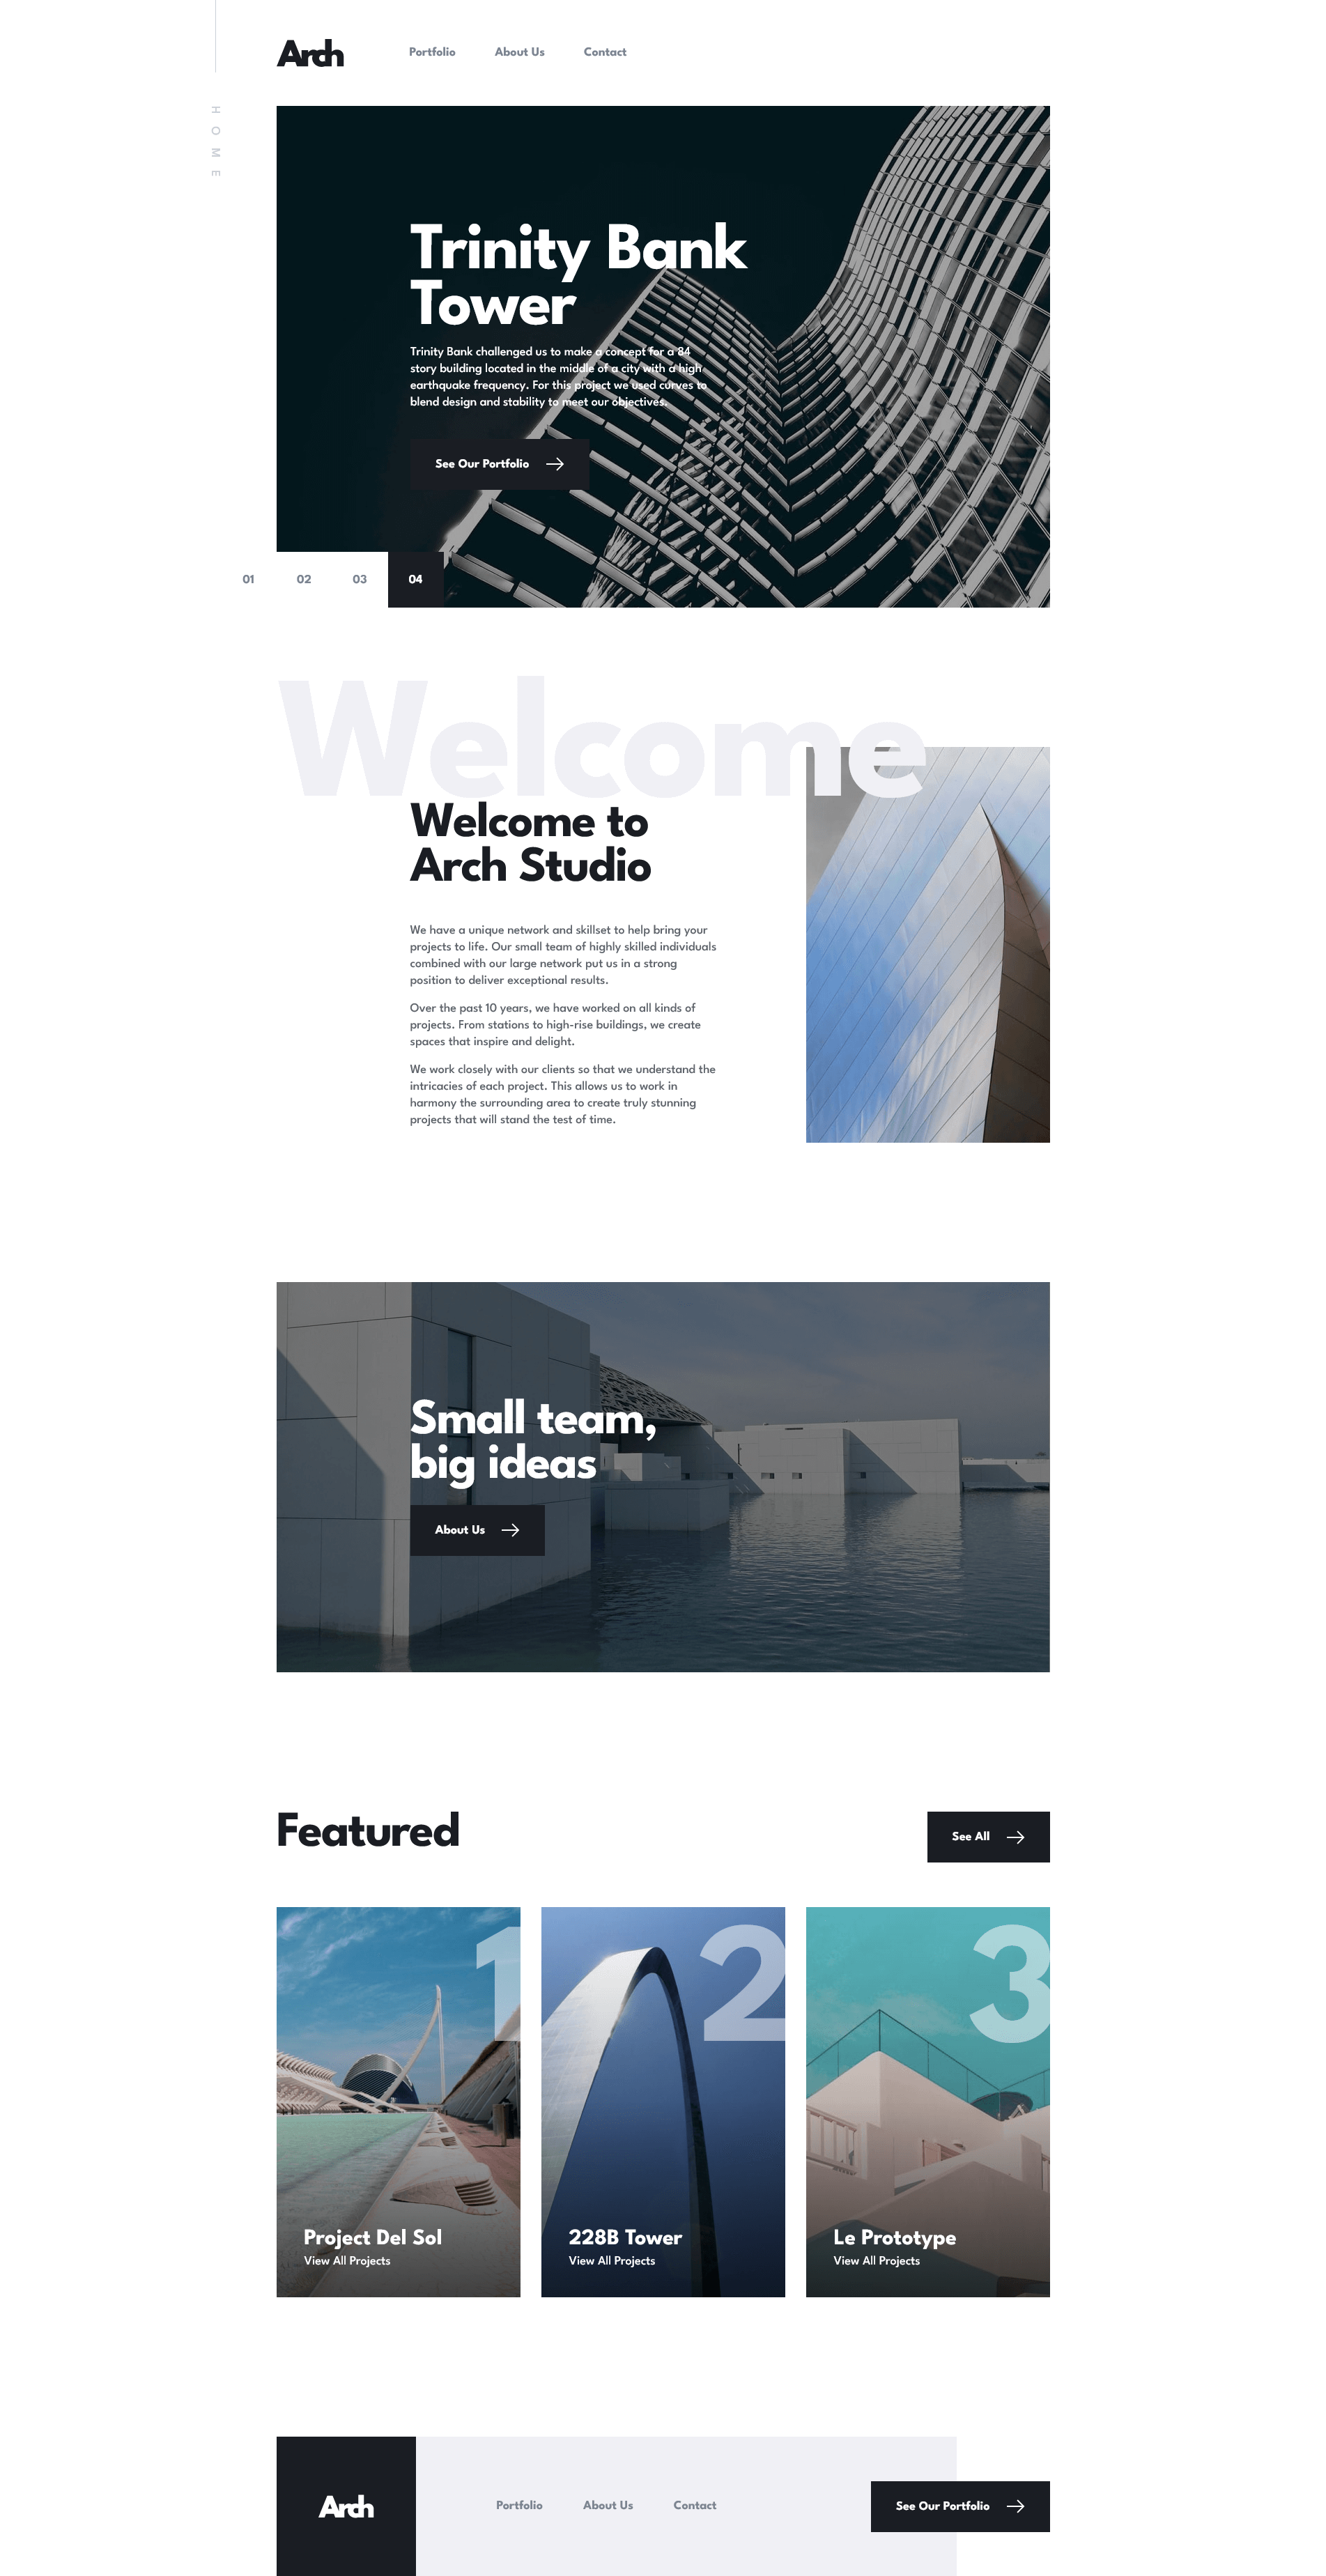 Arch
Portfolio
About Us
Contact
HOME
Trinity Bank
Tower
Trinity Bank challenged us to make a concept for a 84
story building located in the middle of a city with a high
earthquake frequency. For this project we used curves to
blend design and stability to meet our objectives.
See Our Portfolio
01
02
03
04
Welcome
Welcome to
Arch Studio
We have a unique network and skillset to help bring your
projects to life. Our small team of highly skilled individuals
combined with our large network put us in a strong
position to deliver exceptional results.
Over the past 10 years, we have worked on all kinds of
projects. From stations to high-rise buildings, we create
spaces that inspire and delight.
We work closely with our clients so that we understand the
intricacies of each project. This allows us to work in
harmony the surrounding area to create truly stunning
projects that will stand the test of time.
Small team,
big ideas
About Us
Featured
See All
1
Project Del Sol
View All Projects
2
228B Tower
View All Projects
3
Le Prototype
View All Projects
Arch
Portfolio
About Us
Contact
See Our Portfolio